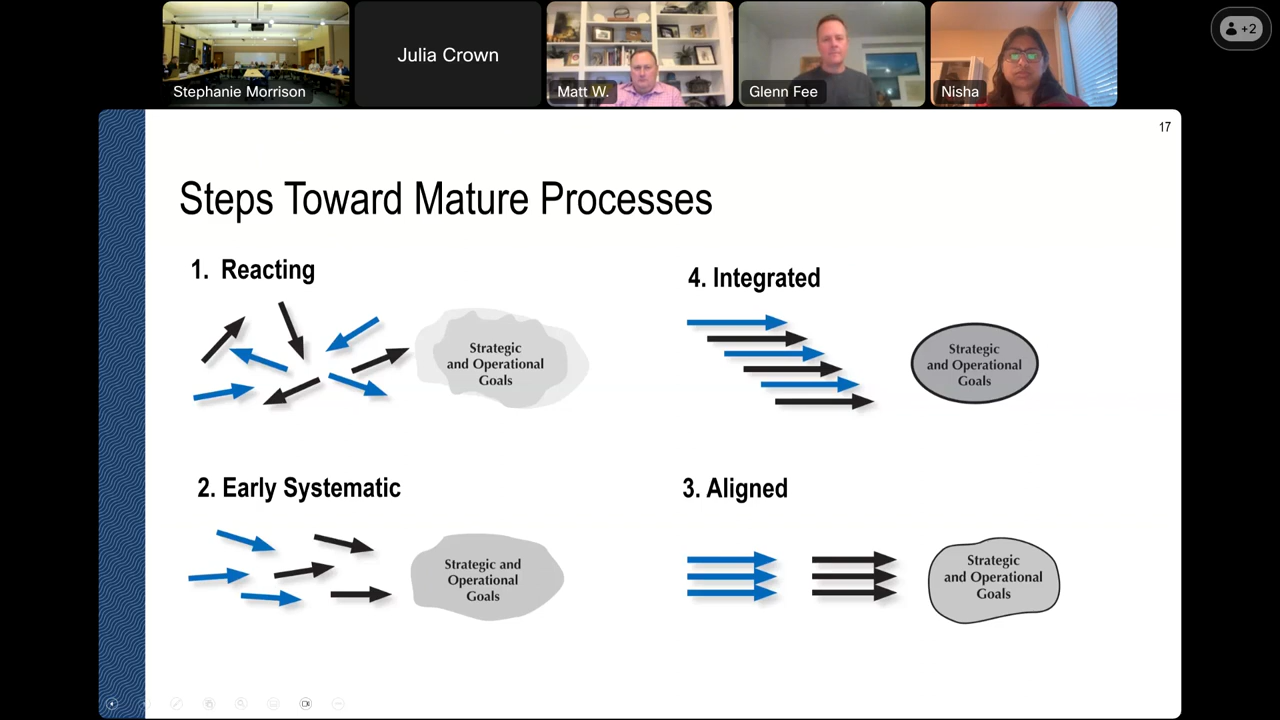 Stephanie Morrison
Julia Crown
Matt W.
Glenn Fee
Nisha
+2
17
Steps Toward Mature Processes
1. Reacting
Strategic
and Operational
Goals
4. Integrated
Strategic
and Operational
Goals
2. Early Systematic
Strategic and
Operational
Goals
3. Aligned
Strategic
and Operational
Goals